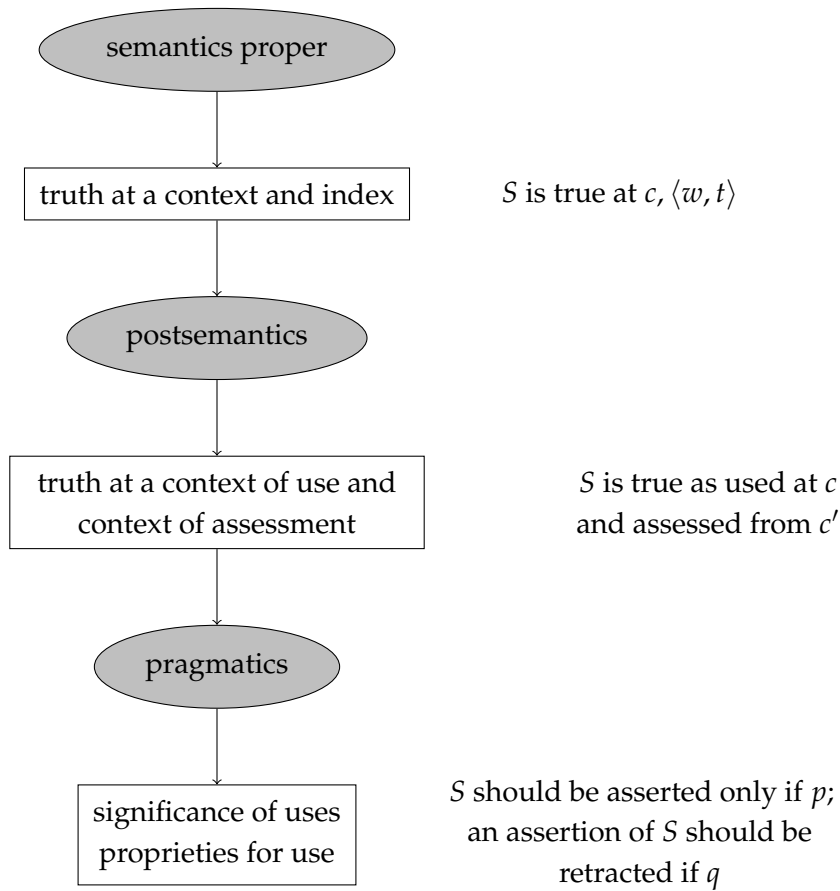 semantics proper
truth at a context and index
S is true at c, ⟨w, t⟩
postsemantics
truth at a context of use and
context of assessment
S is true as used at c
and assessed from c′
pragmatics
significance of uses
proprieties for use
S should be asserted only if p;
an assertion of S should be
retracted if q